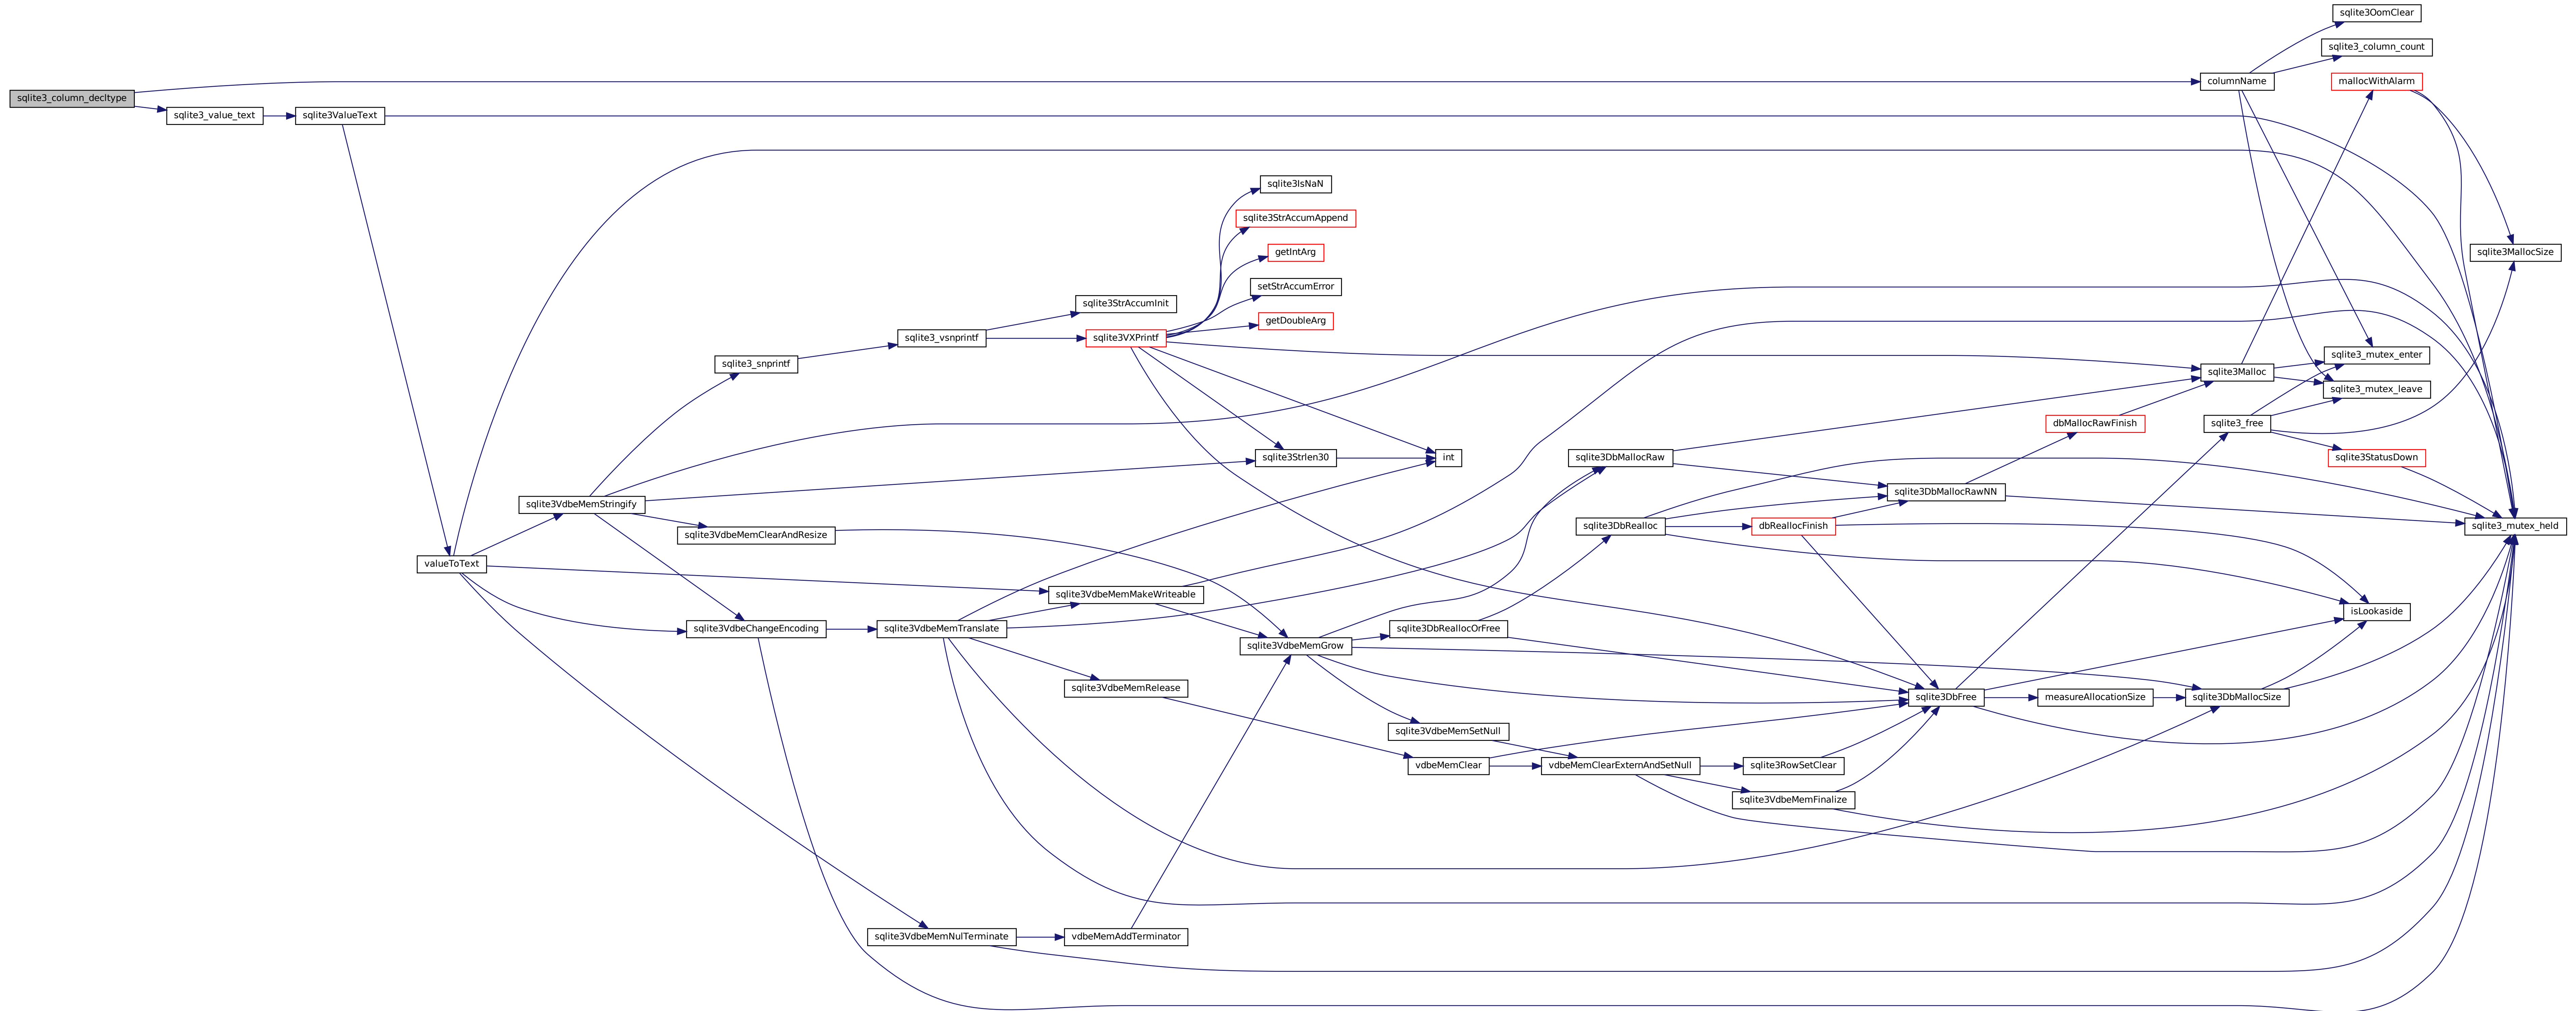 sqlite3_column_decltype
sqlite3_value_text
sqlite3ValueText
valueToText
sqlite3VdbeMemStringify
sqlite3_snprintf
sqlite3VdbeMemClearAndResize
sqlite3VdbeChangeEncoding
sqlite3_vsnprintf
sqlite3VdbeMemTranslate
sqlite3VdbeMemNulTerminate
sqlite3StrAccumInit
sqlite3VXPrintf
sqlite3VdbeMemMakeWriteable
sqlite3VdbeMemRelease
vdbeMemAddTerminator
sqlite3IsNaN
sqlite3StrAccumAppend
getIntArg
setStrAccumError
getDoubleArg
sqlite3Strlen30
sqlite3VdbeMemGrow
int
sqlite3DbReallocOrFree
sqlite3VdbeMemSetNull
vdbeMemClear
sqlite3DbMallocRaw
sqlite3DbRealloc
vdbeMemClearExternAndSetNull
dbReallocFinish
sqlite3RowSetClear
sqlite3VdbeMemFinalize
sqlite3DbMallocRawNN
sqlite3DbFree
dbMallocRawFinish
measureAllocationSize
columnName
sqlite3Malloc
sqlite3_free
sqlite3DbMallocSize
sqlite3OomClear
sqlite3_column_count
mallocWithAlarm
sqlite3_mutex_enter
sqlite3_mutex_leave
sqlite3StatusDown
isLookaside
sqlite3MallocSize
sqlite3_mutex_held